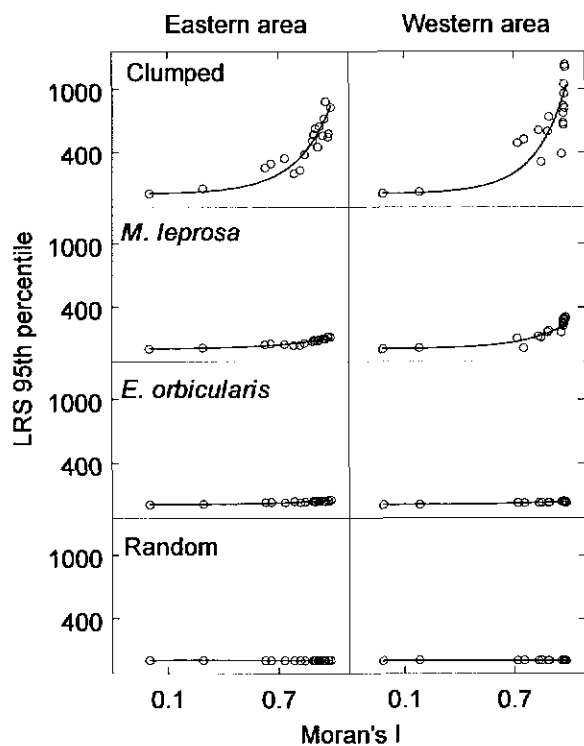 Eastern area Western area
Clumped
1000
400
M. leprosa
1000
400
E. orbicularis
1000
400
Random
1000
400
LRS 95th percentile
0.1 0.7 0.1 0.7
Moran's I